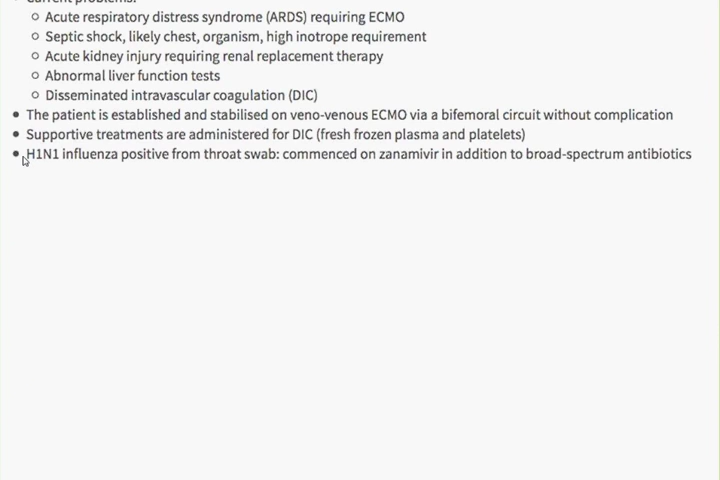 Current problems:
Acute respiratory distress syndrome (ARDS) requiring ECMO
Septic shock, likely chest, organism, high inotrope requirement
Acute kidney injury requiring renal replacement therapy
Abnormal liver function tests
Disseminated intravascular coagulation (DIC)
The patient is established and stabilised on veno-venous ECMO via a bifemoral circuit without complication
Supportive treatments are administered for DIC (fresh frozen plasma and platelets)
H1N1 influenza positive from throat swab: commenced on zanamivir in addition to broad-spectrum antibiotics